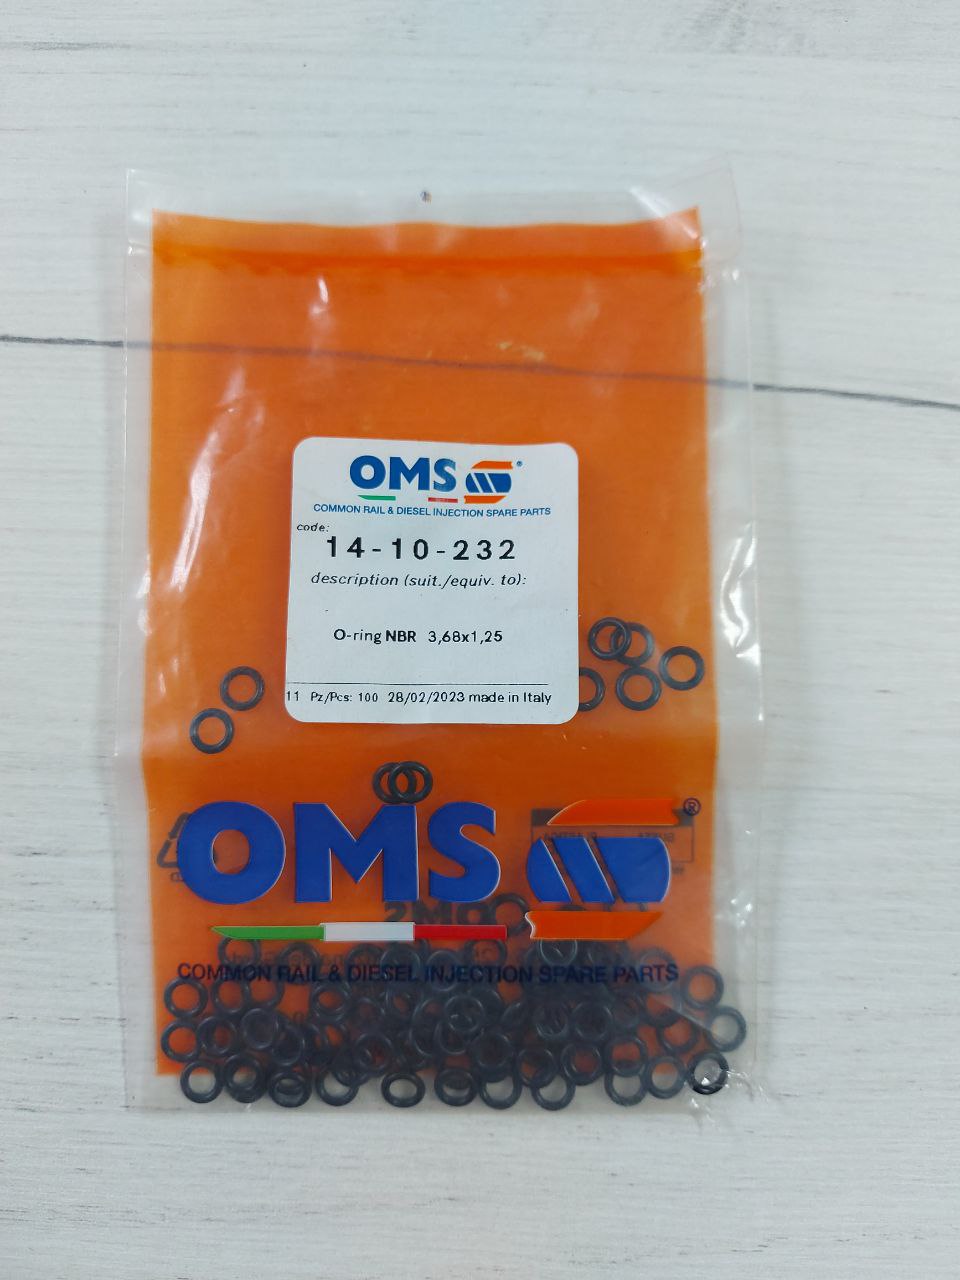 OMS®
COMMON RAIL & DIESEL INJECTION SPARE PARTS
code:
14-10-232
description (suit./equiv. to):
O-ring NBR 3,68x1,25
11 Pz/Pcs: 100 28/02/2023 made in Italy
OMS®
COMMON RAIL & DIESEL INJECTION SPARE PARTS